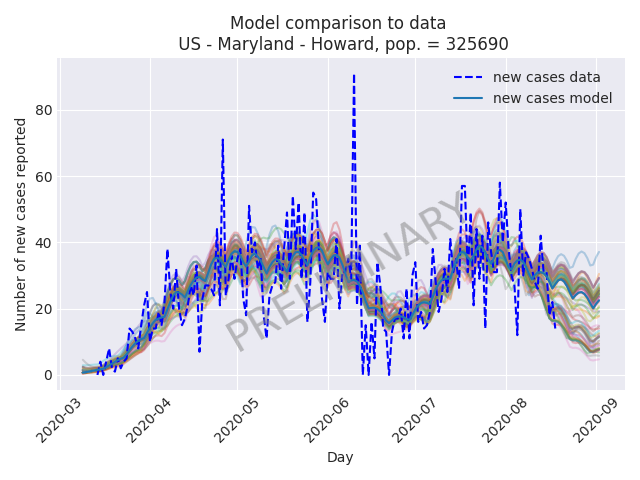 Model comparison to data
US - Maryland - Howard, pop. = 325690
new cases data
new cases model
Number of new cases reported
80
60
40
20
0
PRELIMINARY
2020-03
2020-04
2020-05
2020-06
2020-07
2020-08
2020-09
Day